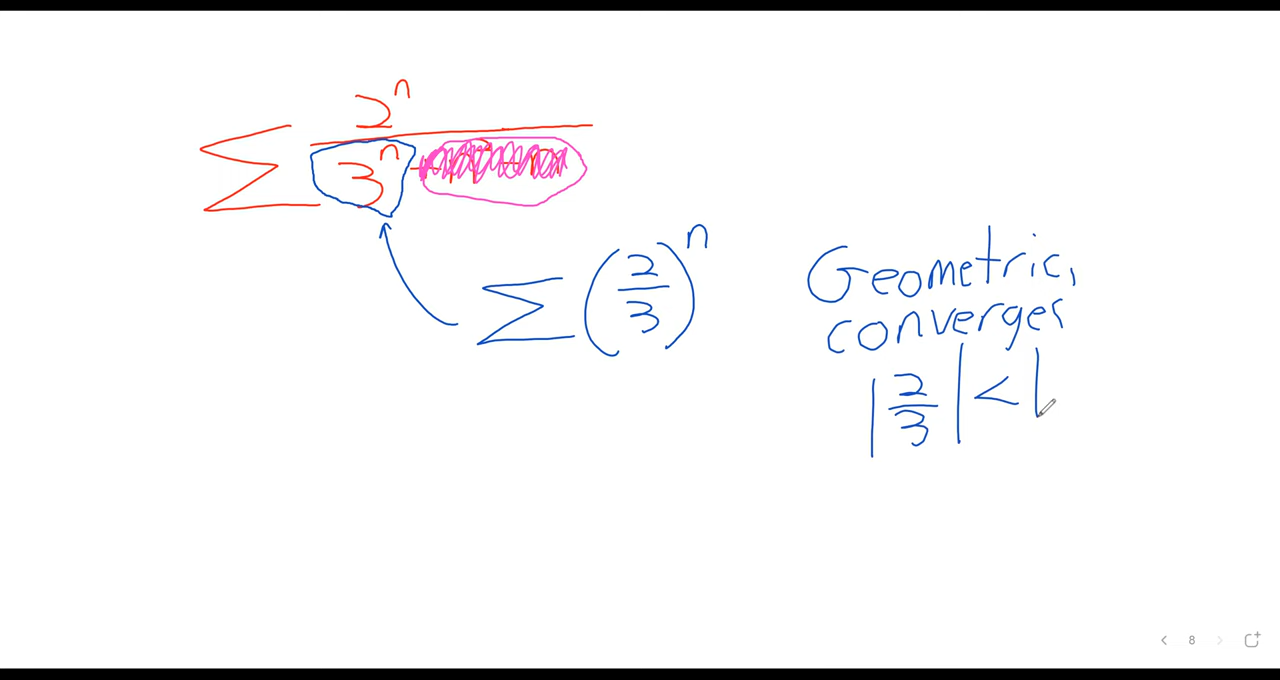 ∑ 2^n / 3^n
∑ (2/3)^n
Geometric,
converges
|2/3| < 1
8